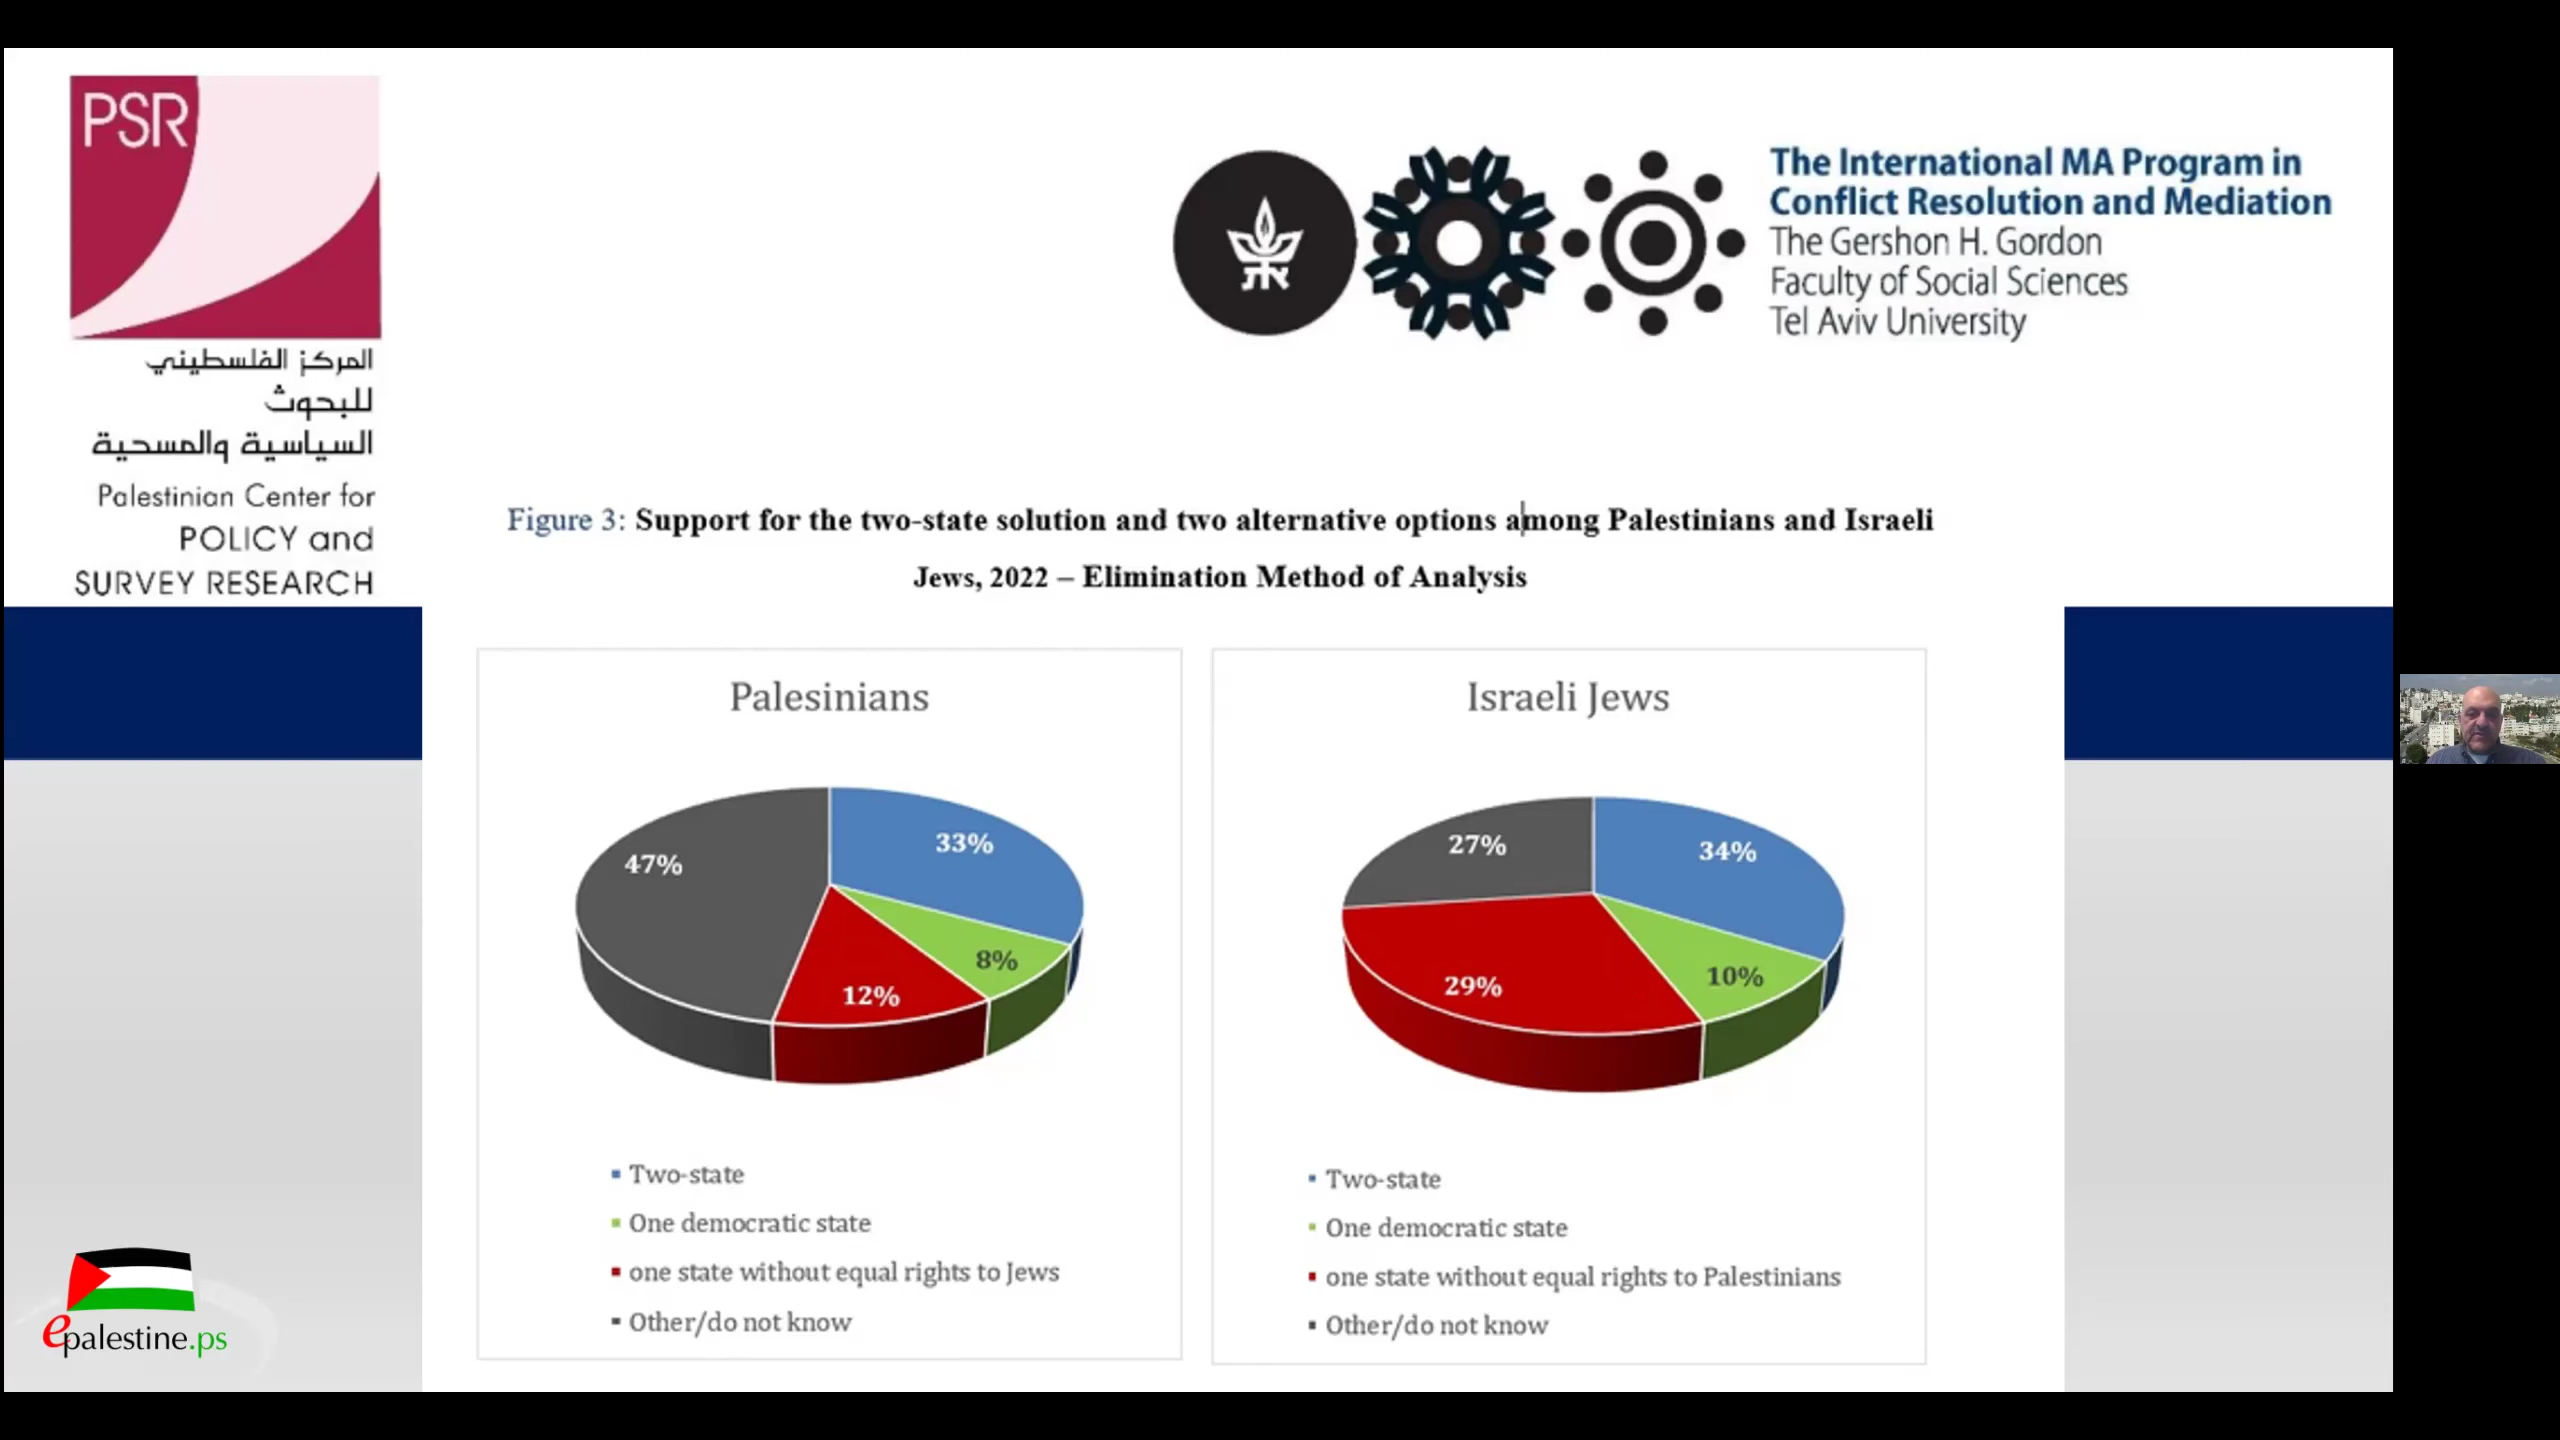 PSR
المركز الفلسطيني
للبحوث
السياسية والمسحية
Palestinian Center for
POLICY and
SURVEY RESEARCH
The International MA Program in
Conflict Resolution and Mediation
The Gershon H. Gordon
Faculty of Social Sciences
Tel Aviv University
Figure 3: Support for the two-state solution and two alternative options among Palestinians and Israeli
Jews, 2022 – Elimination Method of Analysis
Palesinians
33%
47%
8%
12%
Two-state
One democratic state
one state without equal rights to Jews
Other/do not know
Israeli Jews
27%
34%
10%
29%
Two-state
One democratic state
one state without equal rights to Palestinians
Other/do not know
epalestine.ps